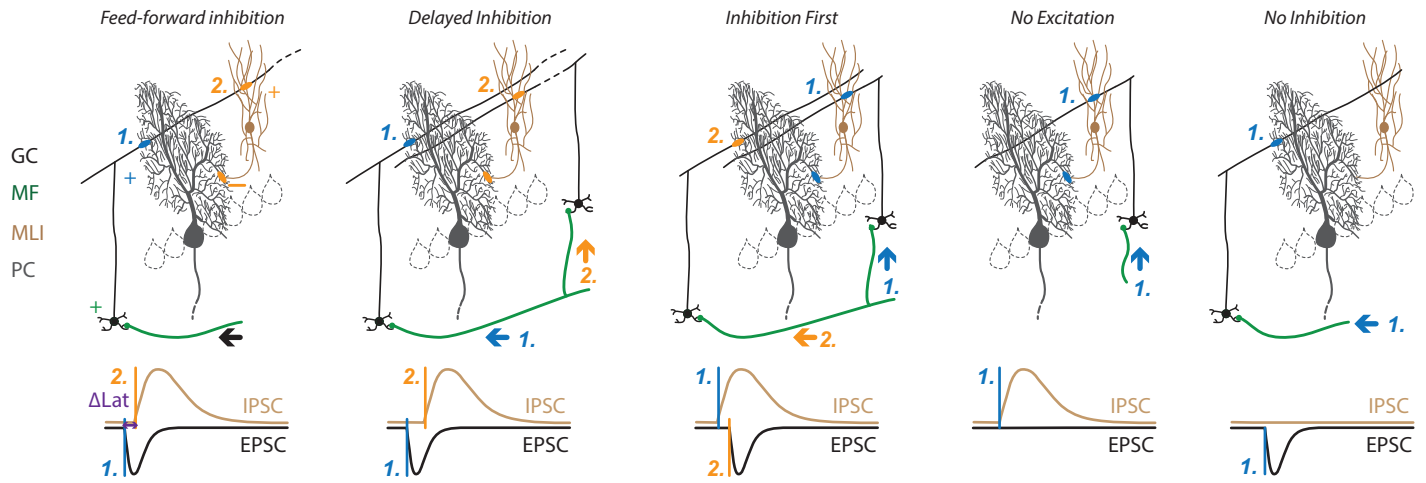 Feed-forward inhibition
Delayed Inhibition
Inhibition First
No Excitation
No Inhibition
GC
MF
MLI
PC
1.
2.
+
+
+
1.
2.
1.
2.
2.
1.
2.
1.
1.
1.
1.
1.
2.
ΔLat
1.
IPSC
EPSC
2.
1.
IPSC
EPSC
1.
2.
IPSC
EPSC
1.
IPSC
EPSC
1.
IPSC
EPSC